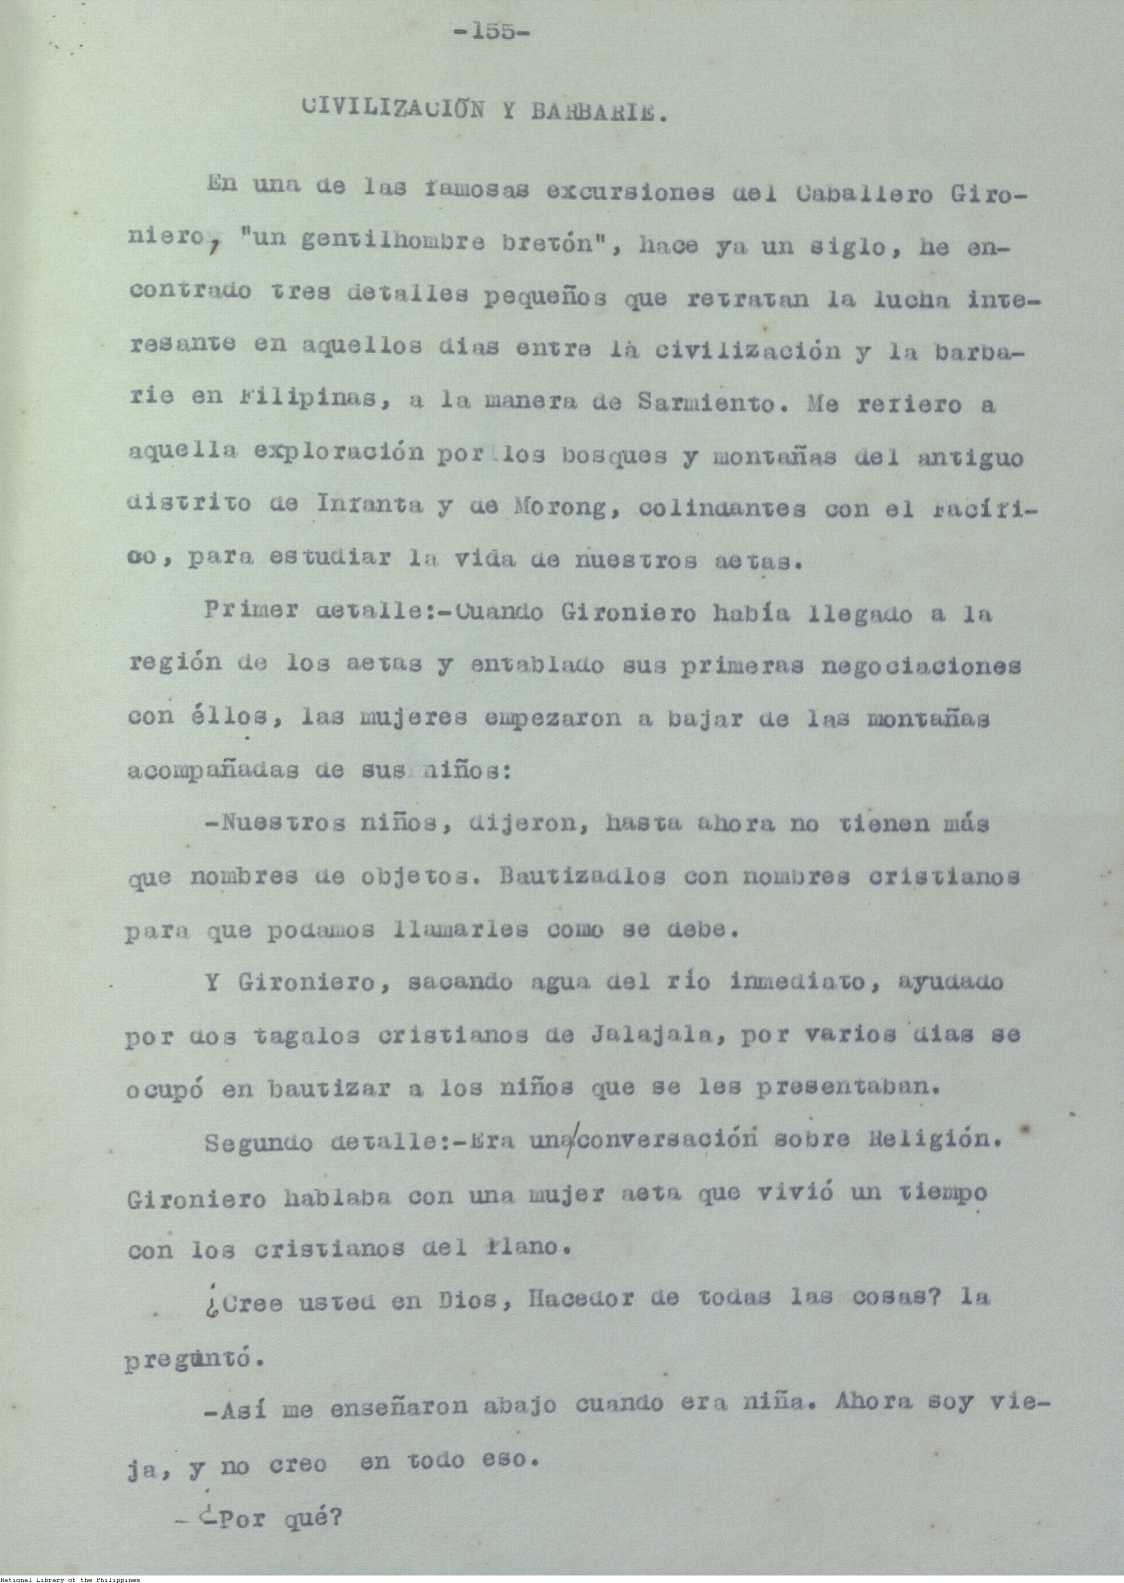 -155-
CIVILIZACIÓN Y BARBARIE.
En una de las famosas excursiones del Caballero Giro-
niero, "un gentilhombre bretón", hace ya un siglo, he en-
contrado tres detalles pequeños que retratan la lucha inte-
resante en aquellos dias entre la civilización y la barba-
rie en Filipinas, a la manera de Sarmiento. Me refiero a
aquella exploración por los bosques y montañas del antiguo
distrito de Infanta y de Morong, colindantes con el Pacífi-
co, para estudiar la vida de nuestros aetas.
Primer detalle:-Cuando Gironiero había llegado a la
región de los aetas y entablado sus primeras negociaciones
con éllos, las mujeres empezaron a bajar de las montañas
acompañadas de sus niños:
-Nuestros niños, dijeron, hasta ahora no tienen más
que nombres de objetos. Bautizadlos con nombres cristianos
para que podamos llamarles como se debe.
Y Gironiero, sacando agua del río inmediato, ayudado
por dos tagalos cristianos de Jalajala, por varios dias se
ocupó en bautizar a los niños que se les presentaban.
Segundo detalle:-Era una/conversación sobre Religión.
Gironiero hablaba con una mujer aeta que vivió un tiempo
con los cristianos del llano.
¿Cree usted en Dios, Hacedor de todas las cosas? la
preguntó.
-Así me enseñaron abajo cuando era niña. Ahora soy vie-
ja, y no creo en todo eso.
-¿-Por qué?
National Library of the Philippines